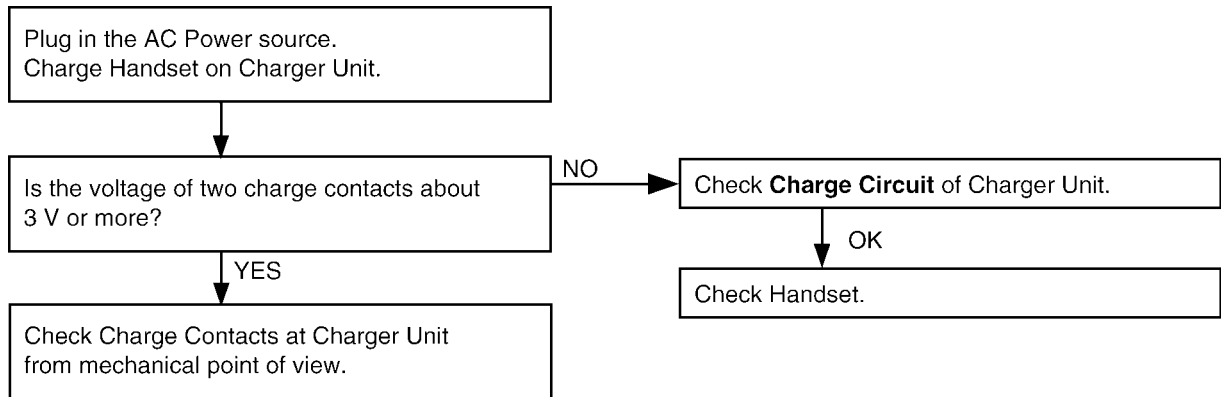 Plug in the AC Power source.
Charge Handset on Charger Unit.
Is the voltage of two charge contacts about
3 V or more?
NO
Check Charge Circuit of Charger Unit.
OK
Check Handset.
YES
Check Charge Contacts at Charger Unit
from mechanical point of view.